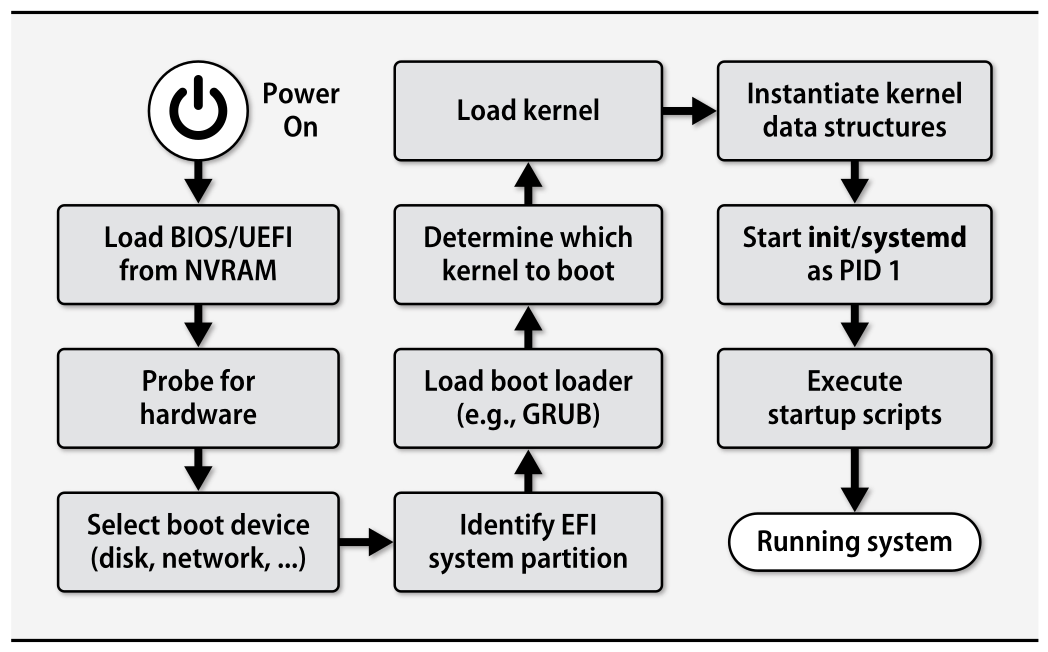 Power
On
Load BIOS/UEFI
from NVRAM
Probe for
hardware
Select boot device
(disk, network, ...)
Identify EFI
system partition
Load boot loader
(e.g., GRUB)
Determine which
kernel to boot
Load kernel
Instantiate kernel
data structures
Start init/systemd
as PID 1
Execute
startup scripts
Running system